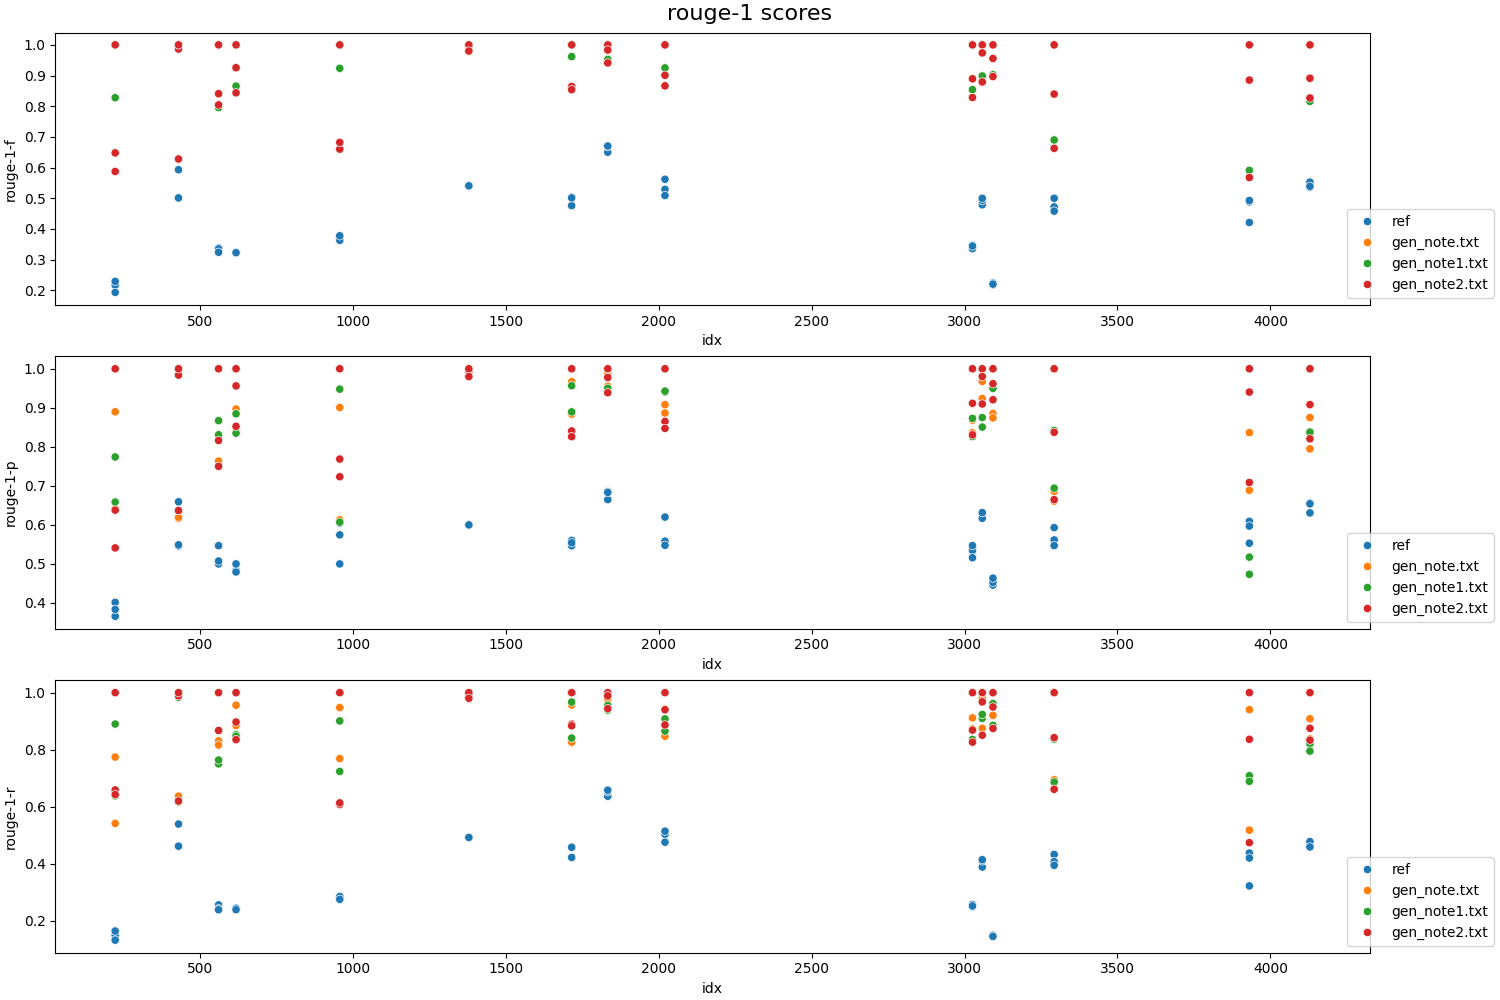 rouge-1 scores
1.0
0.9
0.8
0.7
0.6
0.5
0.4
0.3
0.2
rouge-1-f
500 1000 1500 2000 2500 3000 3500 4000
idx
ref
gen_note.txt
gen_note1.txt
gen_note2.txt
1.0
0.9
0.8
0.7
0.6
0.5
0.4
rouge-1-p
500 1000 1500 2000 2500 3000 3500 4000
idx
ref
gen_note.txt
gen_note1.txt
gen_note2.txt
1.0
0.8
0.6
0.4
0.2
rouge-1-r
500 1000 1500 2000 2500 3000 3500 4000
idx
ref
gen_note.txt
gen_note1.txt
gen_note2.txt